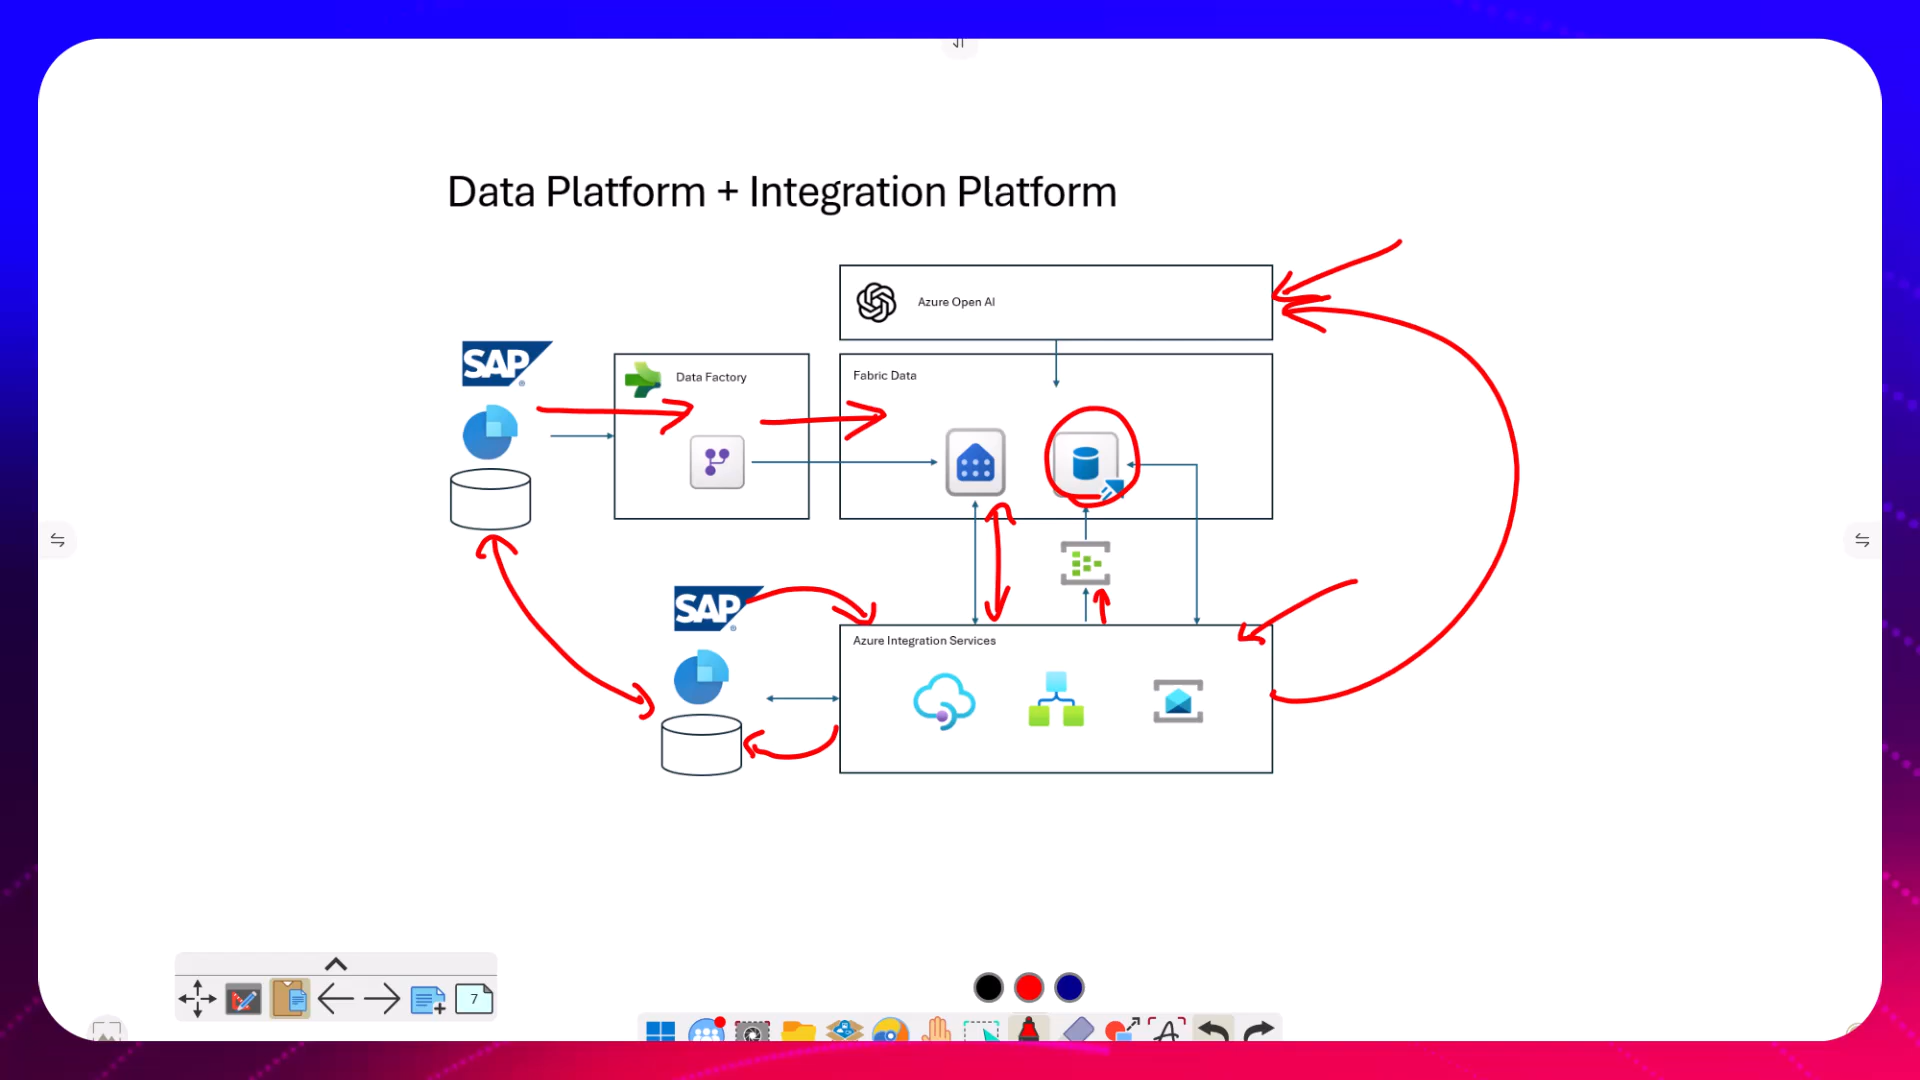 Data Platform + Integration Platform
Azure Open AI
SAP®
Data Factory
Fabric Data
SAP®
Azure Integration Services
7